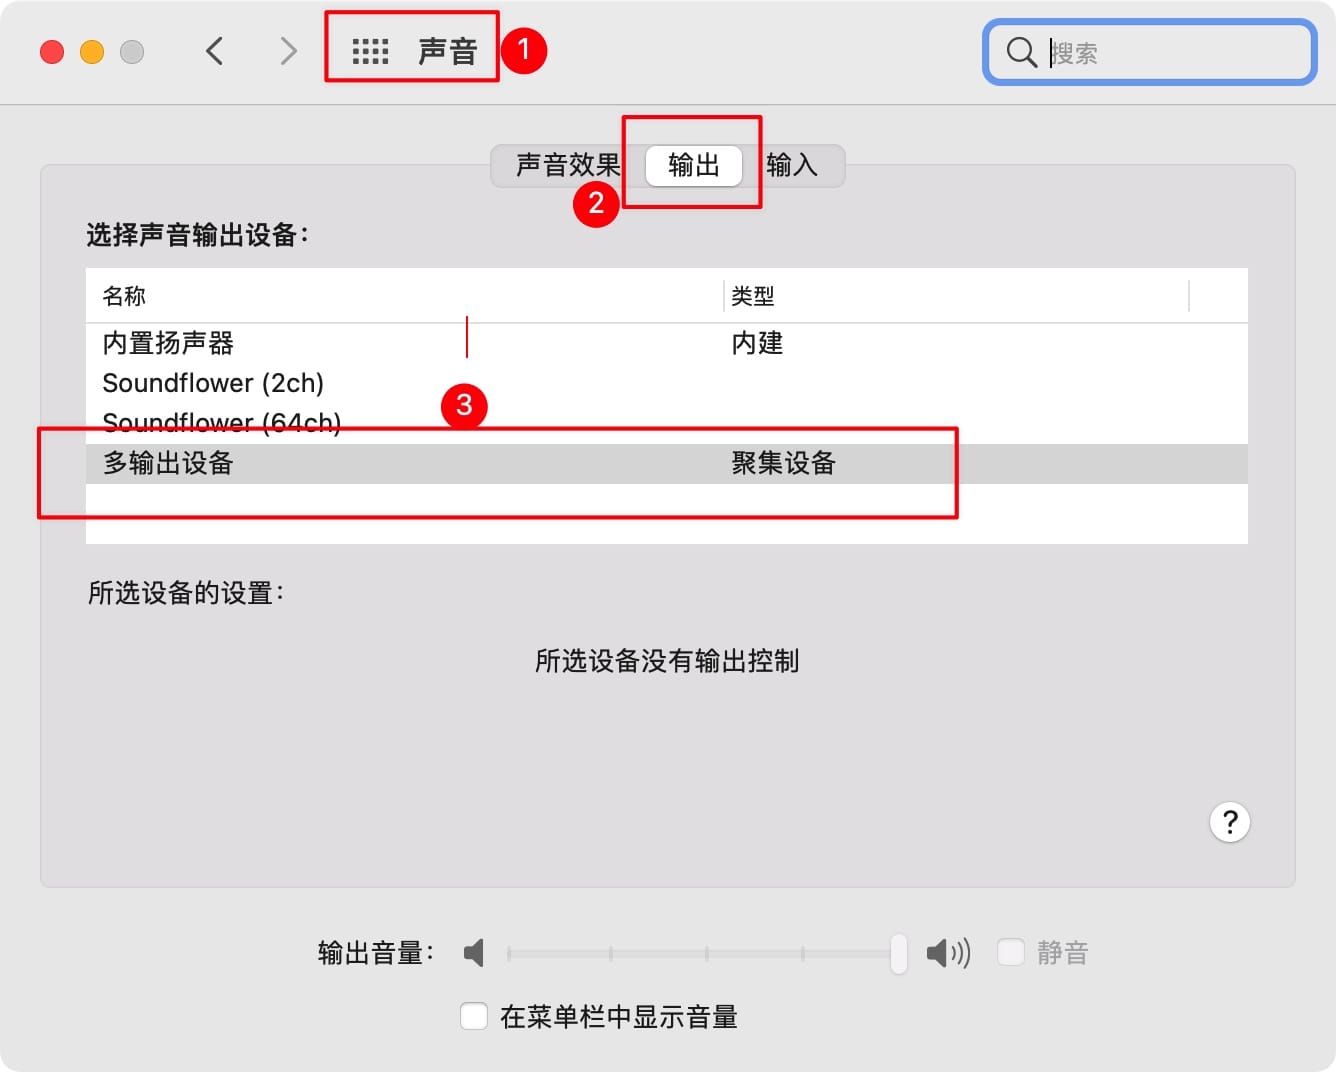 声音
1
搜索
声音效果 输出 输入
2
选择声音输出设备：
名称 类型
内置扬声器 内建
Soundflower (2ch)
3
Soundflower (64ch)
多输出设备 聚集设备
所选设备的设置：
所选设备没有输出控制
?
输出音量： 静音
在菜单栏中显示音量